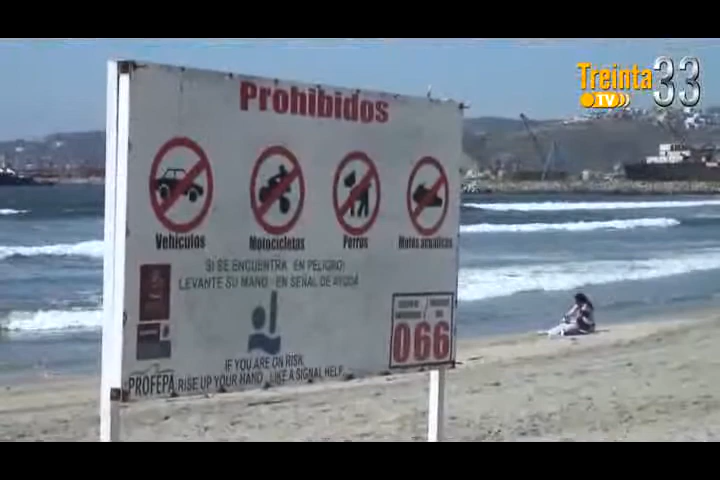 Treinta 33
TV
Prohibidos
Vehiculos
Motocicletas
Perros
Motos acuaticas
SI SE ENCUENTRA EN PELIGRO
LEVANTE SU MANO EN SEÑAL DE AYUDA
066
IF YOU ARE ON RISK,
RISE UP YOUR HAND, LIKE A SIGNAL HELP.
PROFEPA